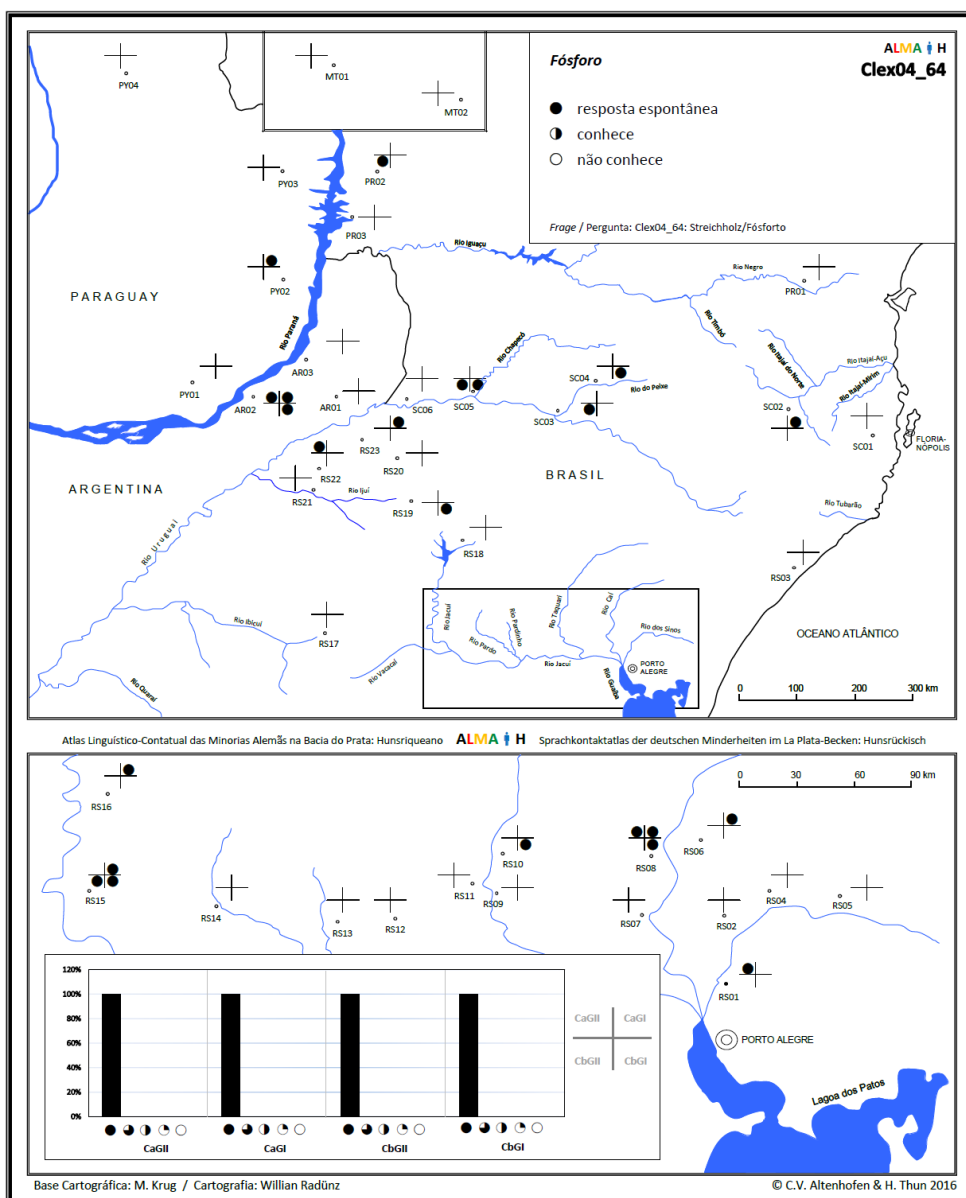 Fósforo
ALMA H
Clex04_64
resposta espontânea
conhece
não conhece
Frage / Pergunta: Clex04_64: Streichholz/Fósforto
PY04
MT01
MT02
PY03
PR02
PR03
Rio Iguaçu
Rio Negro
PR01
PY02
PARAGUAY
Rio Paraná
Rio Timbó
Rio Chapecó
Rio Itajaí do Norte
Rio Itajaí-Açu
Rio Itajaí-Mirim
AR03
SC04
Rio do Peixe
PY01
AR02
AR01
SC06
SC05
SC03
SC02
SC01
FLORIA-
NÓPOLIS
RS23
RS20
RS22
ARGENTINA
BRASIL
RS21
Rio Ijuí
RS19
Rio Tubarão
Rio Uruguai
RS18
RS03
Rio Ibicuí
RS17
Rio Jacuí
Rio Pardinho
Rio Taquari
Rio Caí
Rio dos Sinos
OCEANO ATLÂNTICO
Rio Pardo
Rio Vacacaí
Rio Jacuí
PORTO
ALEGRE
Rio Guaíba
Rio Quaraí
0 100 200 300 km
Atlas Linguístico-Contatual das Minorias Alemãs na Bacia do Prata: Hunsriqueano ALMA H Sprachkontaktatlas der deutschen Minderheiten im La Plata-Becken: Hunsrückisch
0 30 60 90 km
RS16
RS10
RS08
RS06
RS15
RS14
RS13
RS12
RS11
RS09
RS07
RS02
RS04
RS05
RS01
120%
100%
80%
60%
40%
20%
0%
CaGII
CaGI
CbGII
CbGI
CaGII CaGI
CbGII CbGI
PORTO ALEGRE
Lagoa dos Patos
Base Cartográfica: M. Krug / Cartografia: Willian Radünz
© C.V. Altenhofen & H. Thun 2016